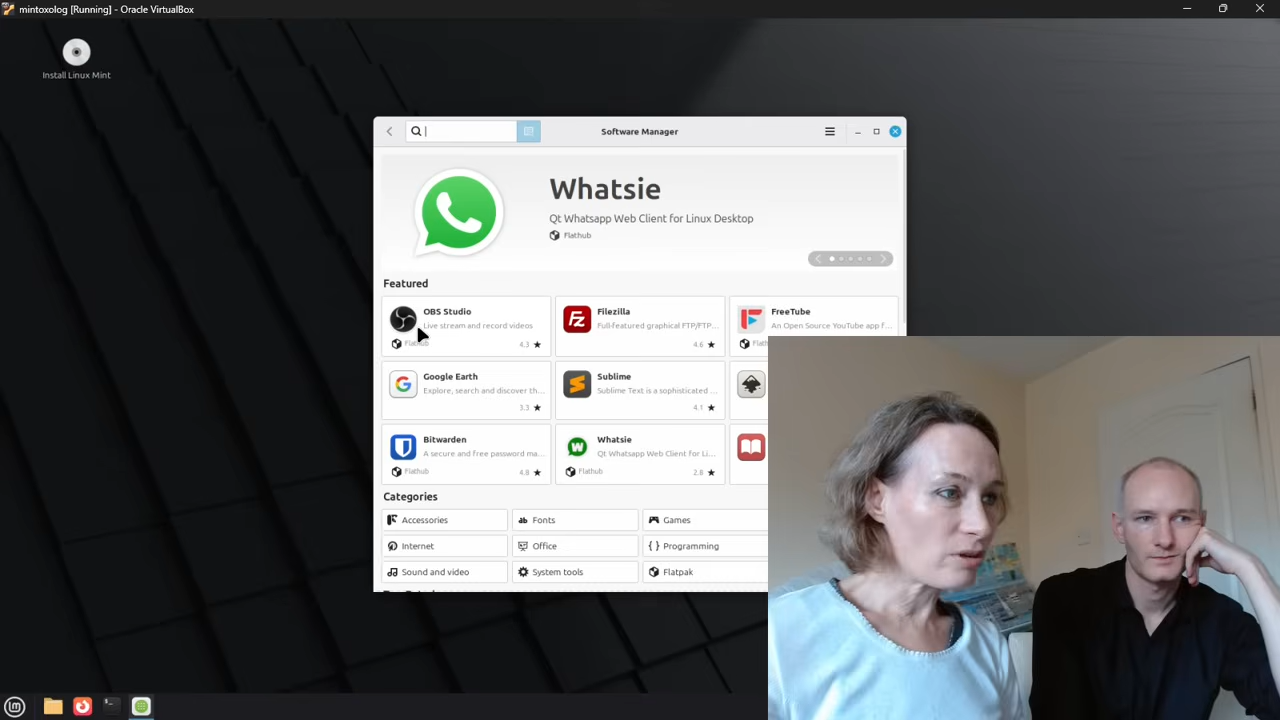 mintoxolog [Running] - Oracle VirtualBox
Install Linux Mint
Software Manager
Whatsie
Qt Whatsapp Web Client for Linux Desktop
Flathub
Featured
OBS Studio
Live stream and record videos
Flathub
4.3 ★
Filezilla
Full-featured graphical FTP/FTP...
4.6 ★
FreeTube
An Open Source YouTube app f...
Google Earth
Explore, search and discover th...
3.3 ★
Sublime
Sublime Text is a sophisticated ...
4.1 ★
Bitwarden
A secure and free password ma...
Flathub
4.8 ★
Whatsie
Qt Whatsapp Web Client for Li...
Flathub
2.8 ★
Categories
Accessories
Fonts
Games
Internet
Office
Programming
Sound and video
System tools
Flatpak